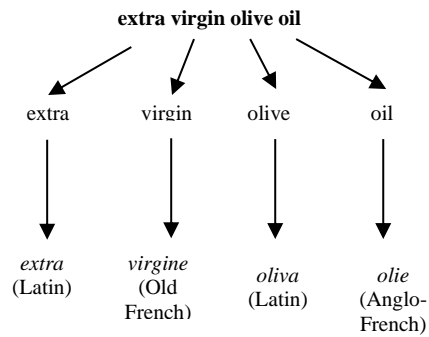 extra virgin olive oil
extra virgin olive oil
extra virgine oliva olie
(Latin) (Old French) (Latin) (Anglo-French)